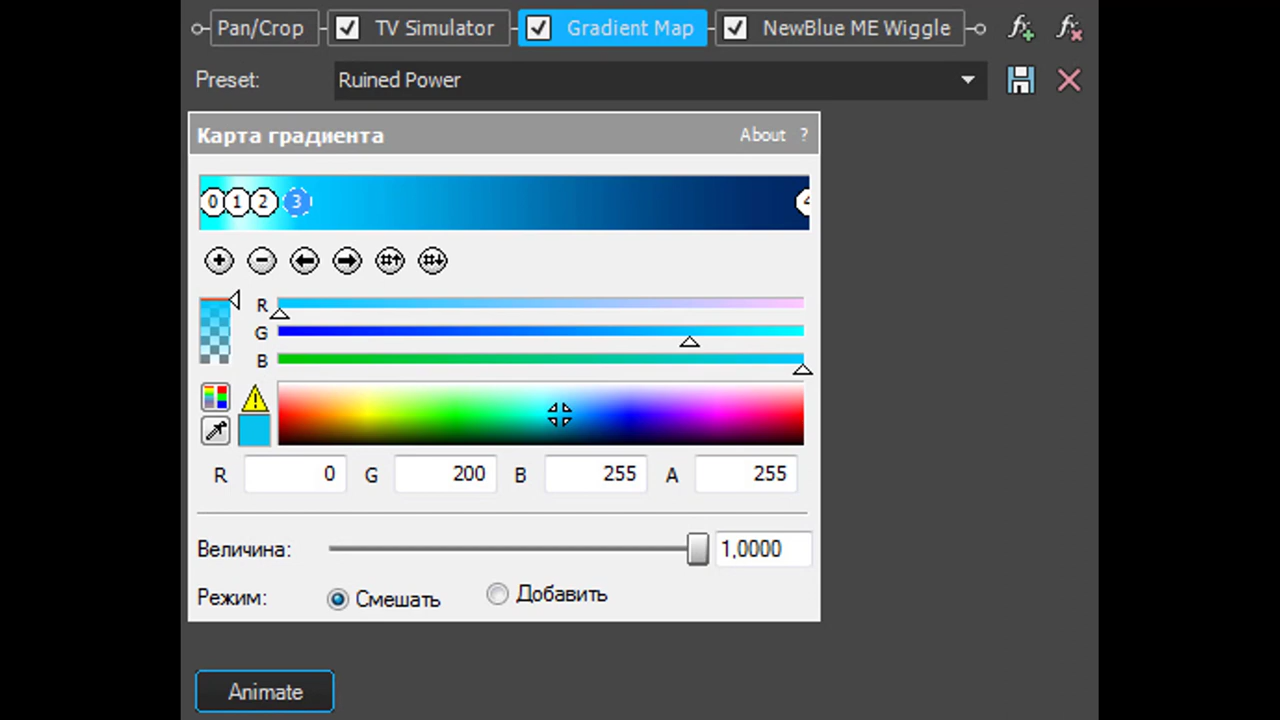 Pan/Crop TV Simulator Gradient Map NewBlue ME Wiggle
Preset: Ruined Power
Карта градиента About ?
0 1 2 3 4
R
G
B
R 0 G 200 B 255 A 255
Величина: 1,0000
Режим: Смешать Добавить
Animate